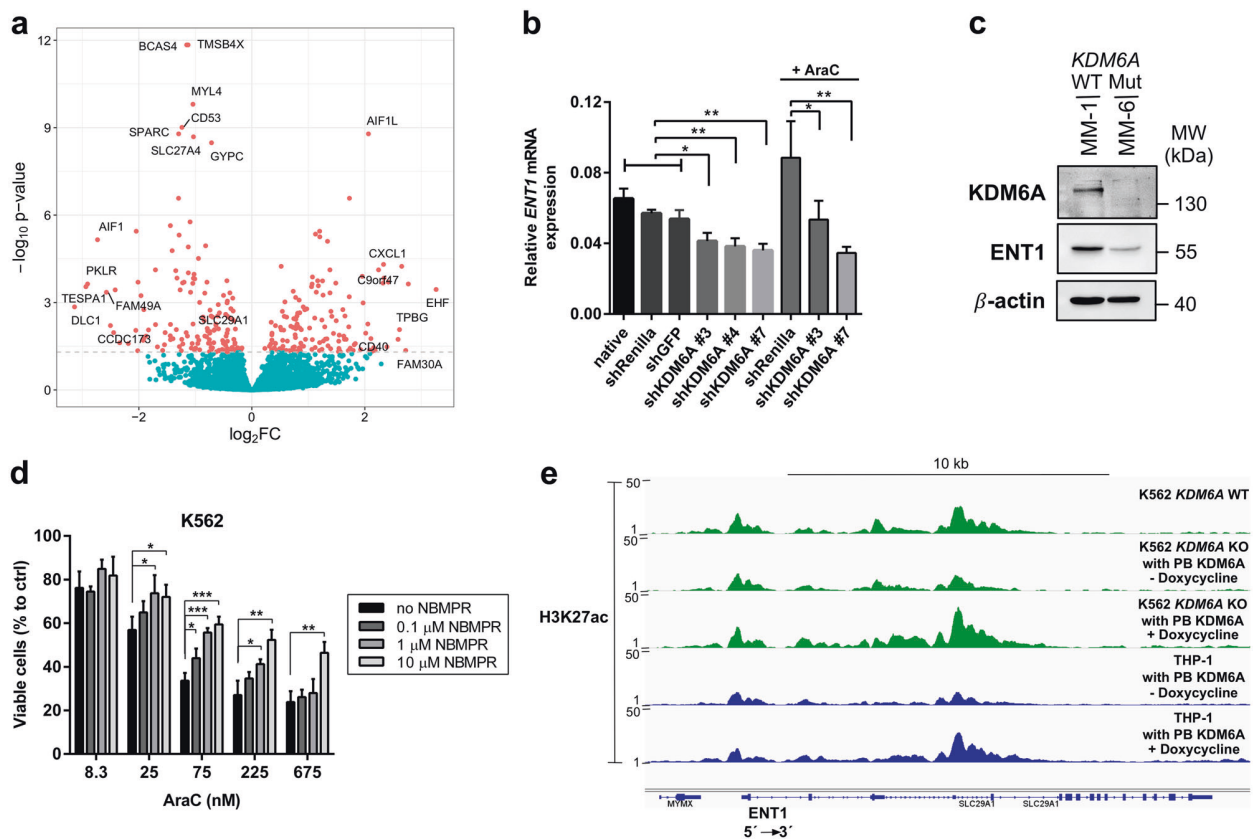 a
BCAS4
TMSB4X
MYL4
CD53
SPARC
SLC27A4
GYPC
AIF1L
AIF1
CXCL1
PKLR
C9orf47
TESPA1
FAM49A
EHF
DLC1
SLC29A1
TPBG
CCDC173
CD40
FAM30A
12
9
6
3
0
−log10 p-value
−2
0
2
log2FC
b
+ AraC
**
*
**
**
*
0.12
0.08
0.04
0.00
Relative ENT1 mRNA
expression
native
shRenilla
shGFP
shKDM6A #3
shKDM6A #4
shKDM6A #7
shRenilla
shKDM6A #3
shKDM6A #7
c
KDM6A
WT
Mut
MM-1
MM-6
MW
(kDa)
KDM6A
130
ENT1
55
β-actin
40
d
K562
100
80
60
40
20
0
Viable cells (% to ctrl)
*
*
***
***
*
**
*
**
8.3
25
75
225
675
AraC (nM)
no NBMPR
0.1 μM NBMPR
1 μM NBMPR
10 μM NBMPR
e
10 kb
H3K27ac
50
1
K562 KDM6A WT
50
1
K562 KDM6A KO
with PB KDM6A
- Doxycycline
50
1
K562 KDM6A KO
with PB KDM6A
+ Doxycycline
50
1
THP-1
with PB KDM6A
- Doxycycline
50
1
THP-1
with PB KDM6A
+ Doxycycline
MYMX
SLC29A1
SLC29A1
ENT1
5´ → 3´